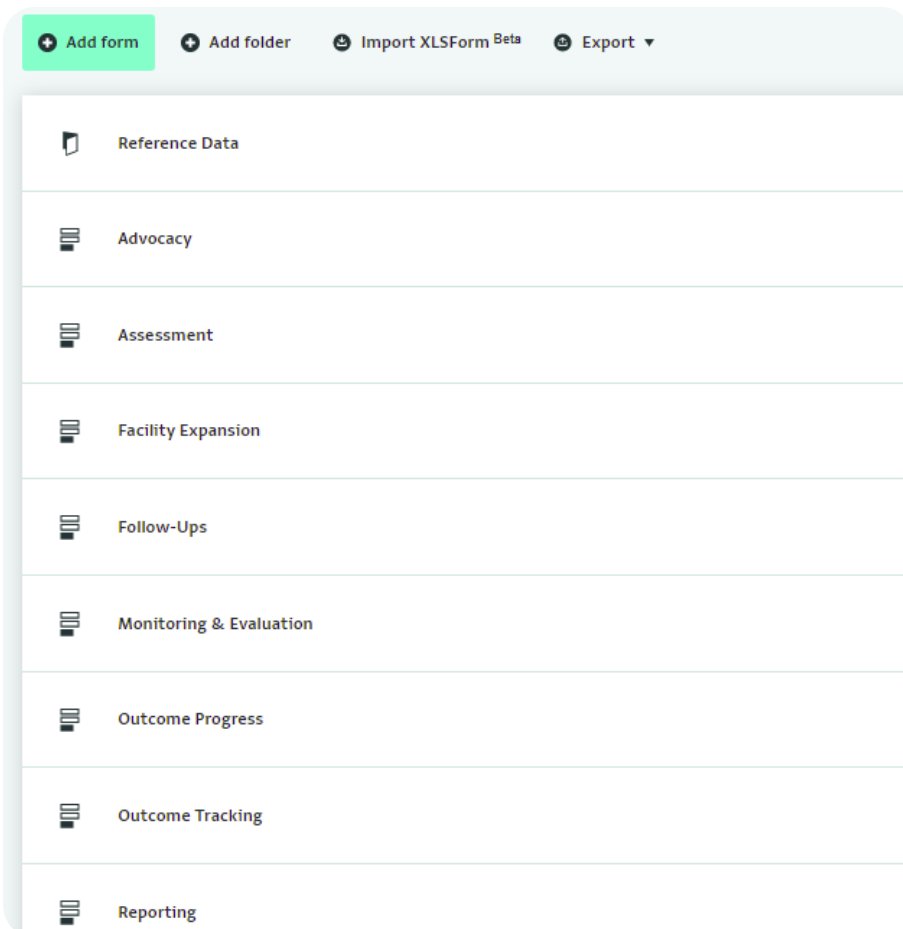 Add form Add folder Import XLSForm Beta Export
Reference Data
Advocacy
Assessment
Facility Expansion
Follow-Ups
Monitoring & Evaluation
Outcome Progress
Outcome Tracking
Reporting